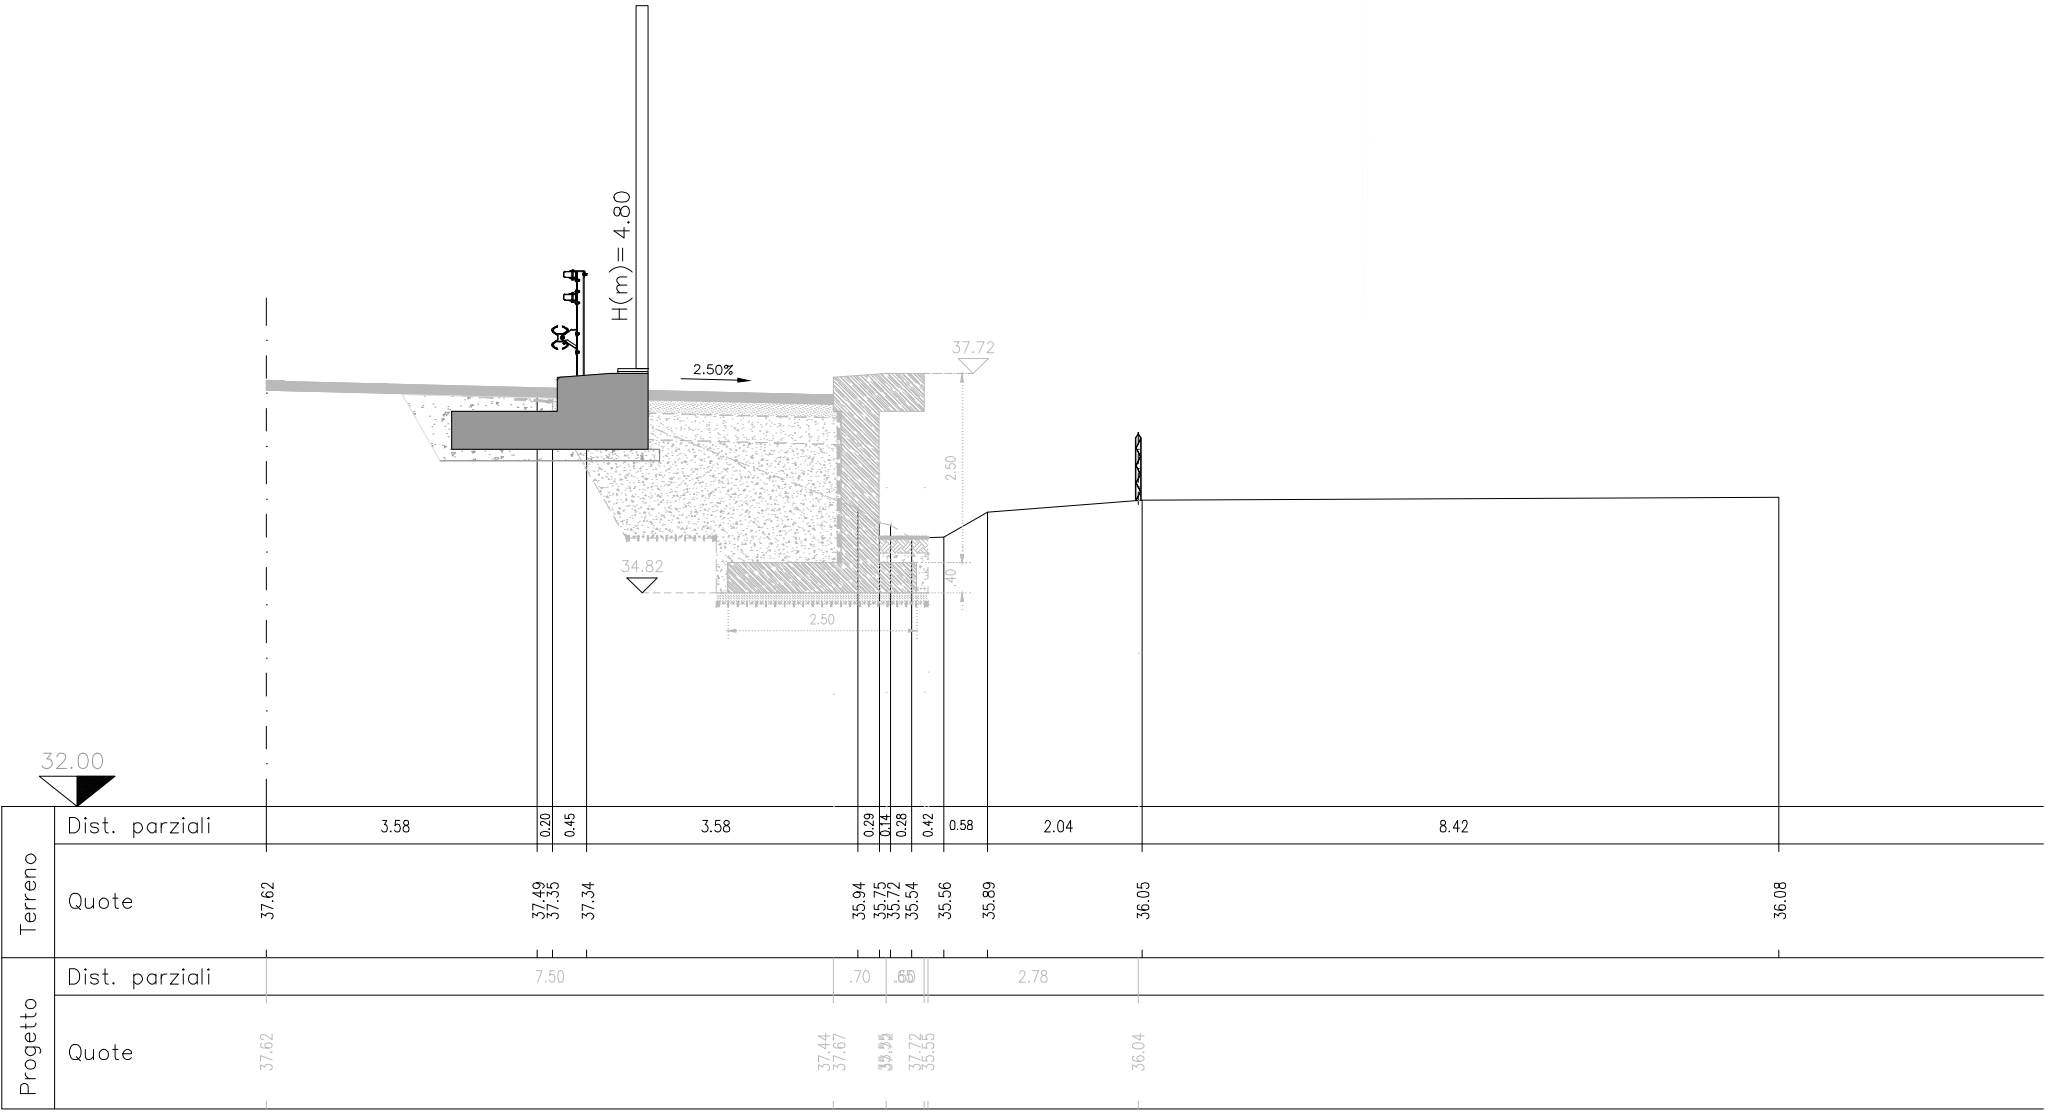 H(m)= 4.80
2.50%
37.72
2.50
34.82
.40
2.50
32.00
Terreno
Dist. parziali 3.58 0.20 0.45 3.58 0.29 0.14 0.28 0.42 0.58 2.04 8.42
Quote 37.62 37.49 37.35 37.34 35.94 35.75 35.72 35.54 35.56 35.89 36.05 36.08
Progetto
Dist. parziali 7.50 .70 2.78
Quote 37.62 37.44 37.67 37.72 35.55 36.04